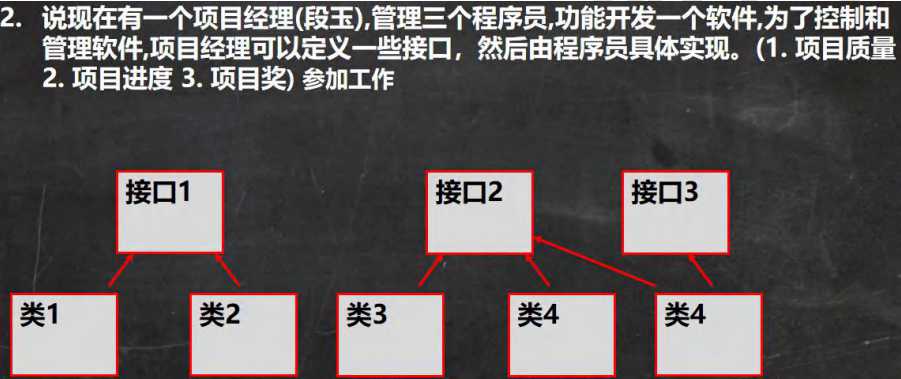 2. 说现在有一个项目经理(段玉),管理三个程序员,功能开发一个软件,为了控制和
管理软件,项目经理可以定义一些接口，然后由程序员具体实现。(1. 项目质量
2. 项目进度 3. 项目奖) 参加工作
接口1
接口2
接口3
类1
类2
类3
类4
类4